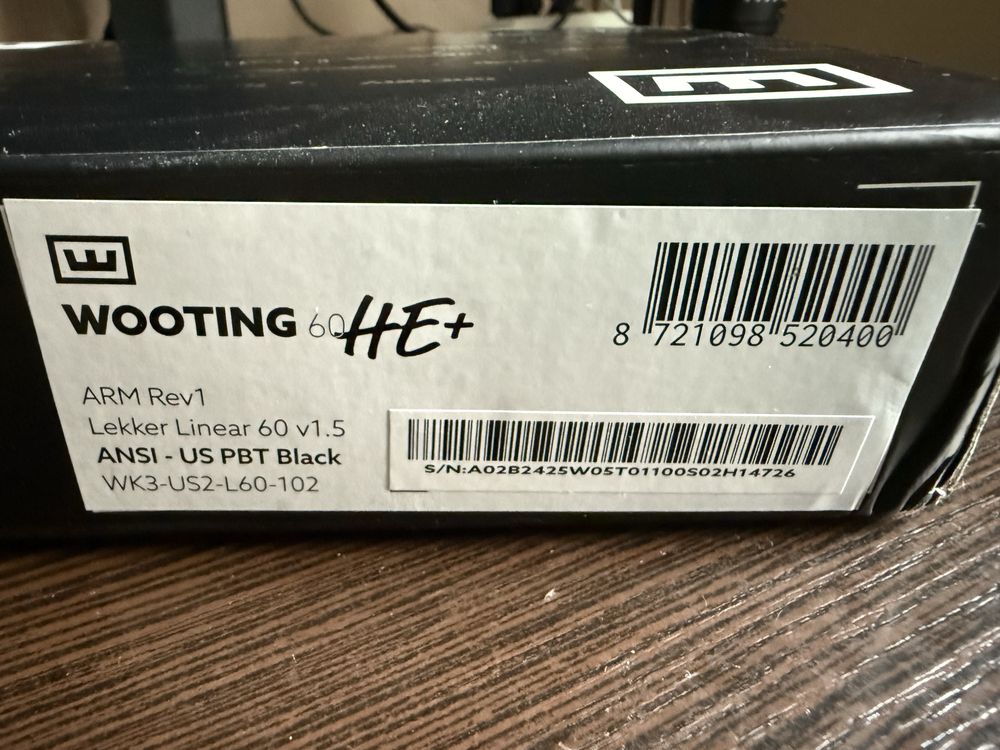 WOOTING 60HE+
8 721098 520400
ARM Rev1
Lekker Linear 60 v1.5
ANSI - US PBT Black
WK3-US2-L60-102
S/N:A02B2425W05T01100S02H14726